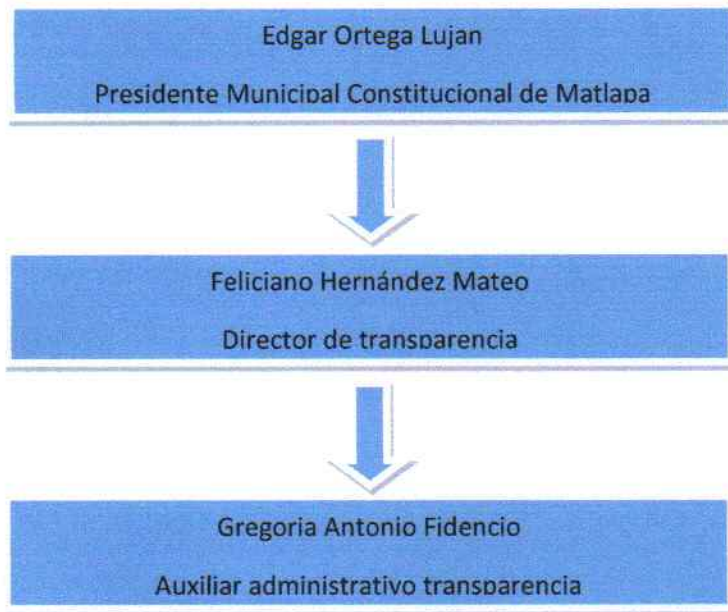 Edgar Ortega Lujan
Presidente Municipal Constitucional de Matlapa
Feliciano Hernández Mateo
Director de transparencia
Gregoria Antonio Fidencio
Auxiliar administrativo transparencia